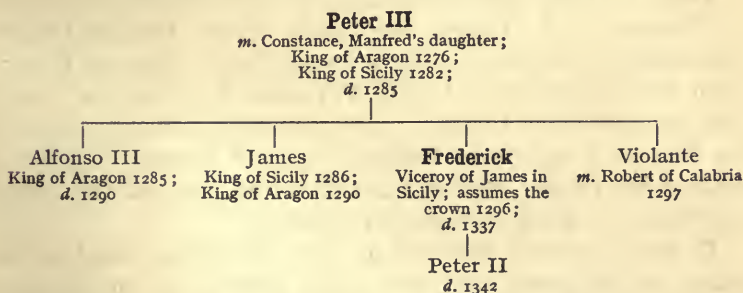 Peter III
m. Constance, Manfred's daughter;
King of Aragon 1276;
King of Sicily 1282;
d. 1285
Alfonso III
King of Aragon 1285;
d. 1290
James
King of Sicily 1286;
King of Aragon 1290
Frederick
Viceroy of James in
Sicily; assumes the
crown 1296;
d. 1337
Violante
m. Robert of Calabria
1297
Peter II
d. 1342